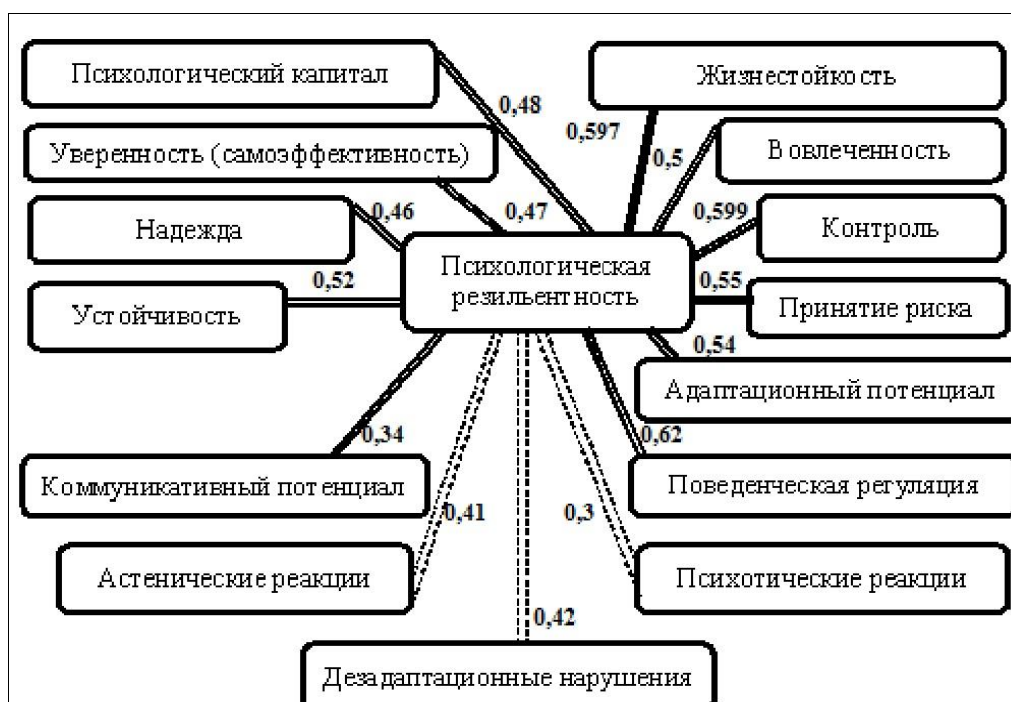 Психологический капитал
Жизнестойкость
0,48
0,597
Уверенность (самоэффективность)
0,5
Вовлеченность
Надежда
0,46
0,47
0,599
Контроль
Психологическая
резильентность
0,52
0,55
Устойчивость
Принятие риска
0,54
Адаптационный потенциал
0,34
0,62
Коммуникативный потенциал
Поведенческая регуляция
0,41
0,3
Астенические реакции
Психотические реакции
0,42
Дезадаптационные нарушения